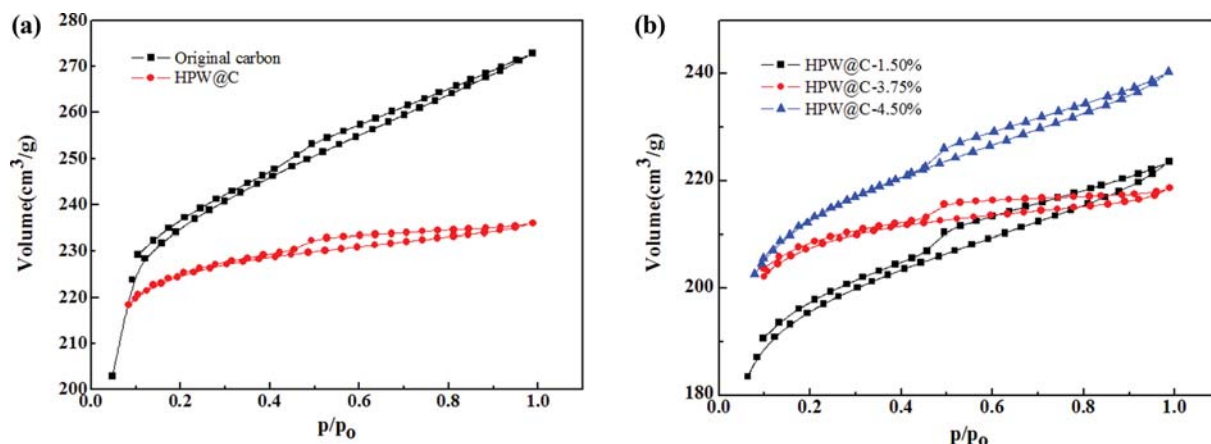 (a)
Original carbon
HPW@C
Volume(cm³/g)
280
270
260
250
240
230
220
210
200
0.0 0.2 0.4 0.6 0.8 1.0
p/p₀
(b)
HPW@C-1.50%
HPW@C-3.75%
HPW@C-4.50%
Volume(cm³/g)
240
220
200
180
0.0 0.2 0.4 0.6 0.8 1.0
p/p₀